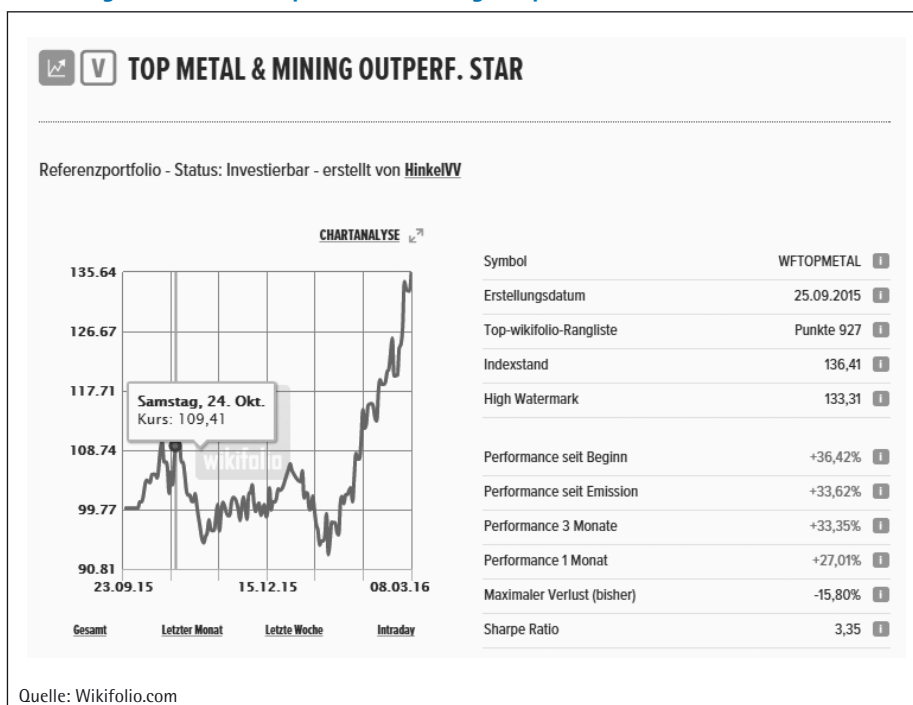 V TOP METAL & MINING OUTPERF. STAR
Referenzportfolio - Status: Investierbar - erstellt von HinkelVV
CHARTANALYSE
135.64
126.67
117.71
108.74
99.77
90.81
Samstag, 24. Okt.
Kurs: 109,41
wikifolio
23.09.15 15.12.15 08.03.16
Gesamt Letzter Monat Letzte Woche Intraday
Symbol WFTOPMETAL i
Erstellungsdatum 25.09.2015 i
Top-wikifolio-Rangliste Punkte 927 i
Indexstand 136,41 i
High Watermark 133,31 i
Performance seit Beginn +36,42% i
Performance seit Emission +33,62% i
Performance 3 Monate +33,35% i
Performance 1 Monat +27,01% i
Maximaler Verlust (bisher) -15,80% i
Sharpe Ratio 3,35 i
Quelle: Wikifolio.com